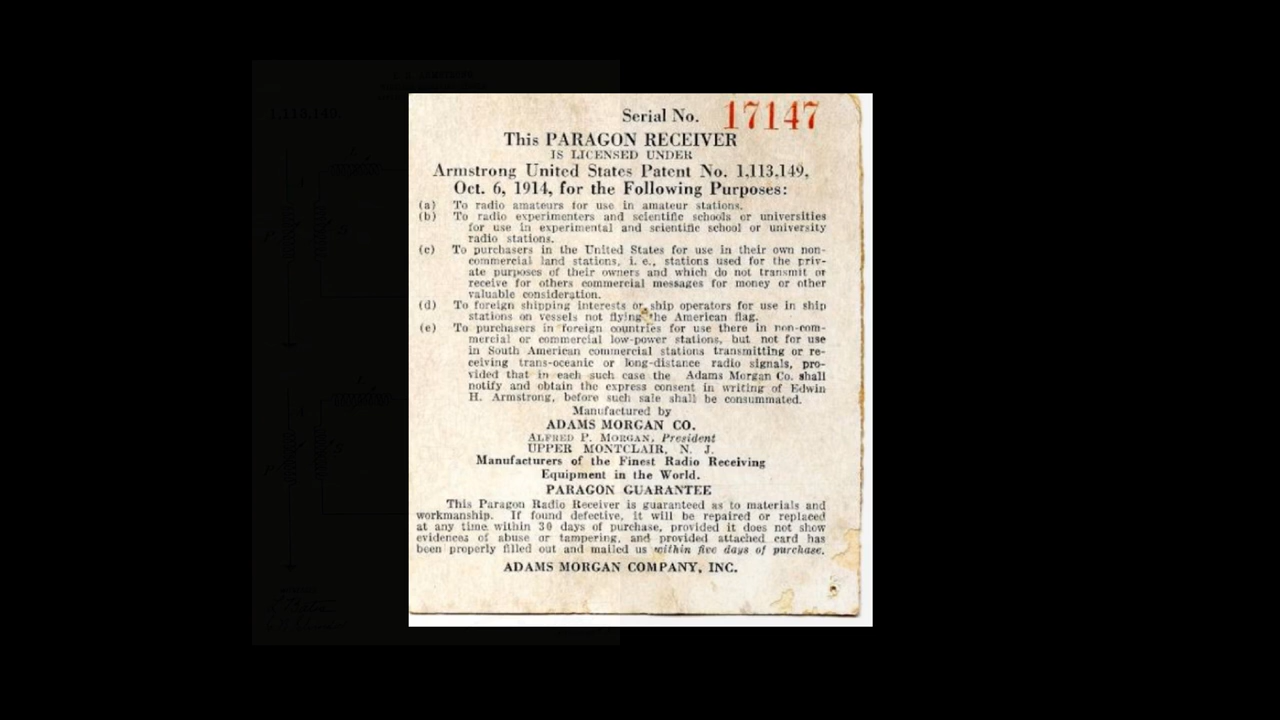 Serial No. 17147
This PARAGON RECEIVER
IS LICENSED UNDER
Armstrong United States Patent No. 1,113,149,
Oct. 6, 1914, for the Following Purposes:
(a) To radio amateurs for use in amateur stations.
(b) To radio experimenters and scientific schools or universities
for use in experimental and scientific school or university
radio stations.
(c) To purchasers in the United States for use in their own non-
commercial land stations, i. e., stations used for the priv-
ate purposes of their owners and which do not transmit or
receive for others commercial messages for money or other
valuable consideration.
(d) To foreign shipping interests or ship operators for use in ship
stations on vessels not flying the American flag.
(e) To purchasers in foreign countries for use there in non-com-
mercial or commercial low-power stations, but not for use
in South American commercial stations transmitting or re-
ceiving trans-oceanic or long-distance radio signals, pro-
vided that in each such case the Adams Morgan Co. shall
notify and obtain the express consent in writing of Edwin
H. Armstrong, before such sale shall be consummated.
Manufactured by
ADAMS MORGAN CO.
ALFRED P. MORGAN, President
UPPER MONTCLAIR, N. J.
Manufacturers of the Finest Radio Receiving
Equipment in the World.
PARAGON GUARANTEE
This Paragon Radio Receiver is guaranteed as to materials and
workmanship. If found defective, it will be repaired or replaced
at any time within 30 days of purchase, provided it does not show
evidences of abuse or tampering, and provided attached card has
been properly filled out and mailed us within five days of purchase.
ADAMS MORGAN COMPANY, INC.
1,113,149.